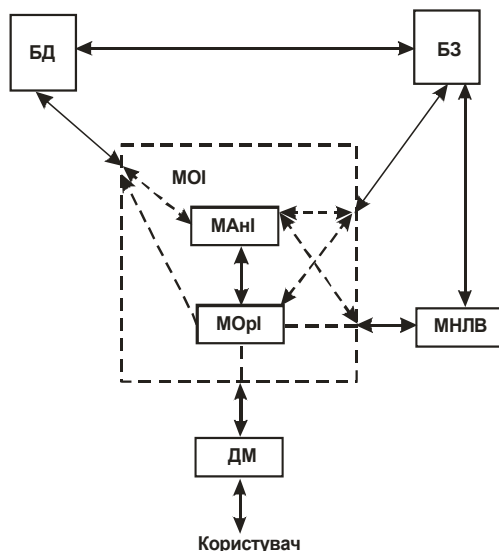 БД
БЗ
МОІ
МАнІ
МОрІ
МНЛВ
ДМ
Користувач